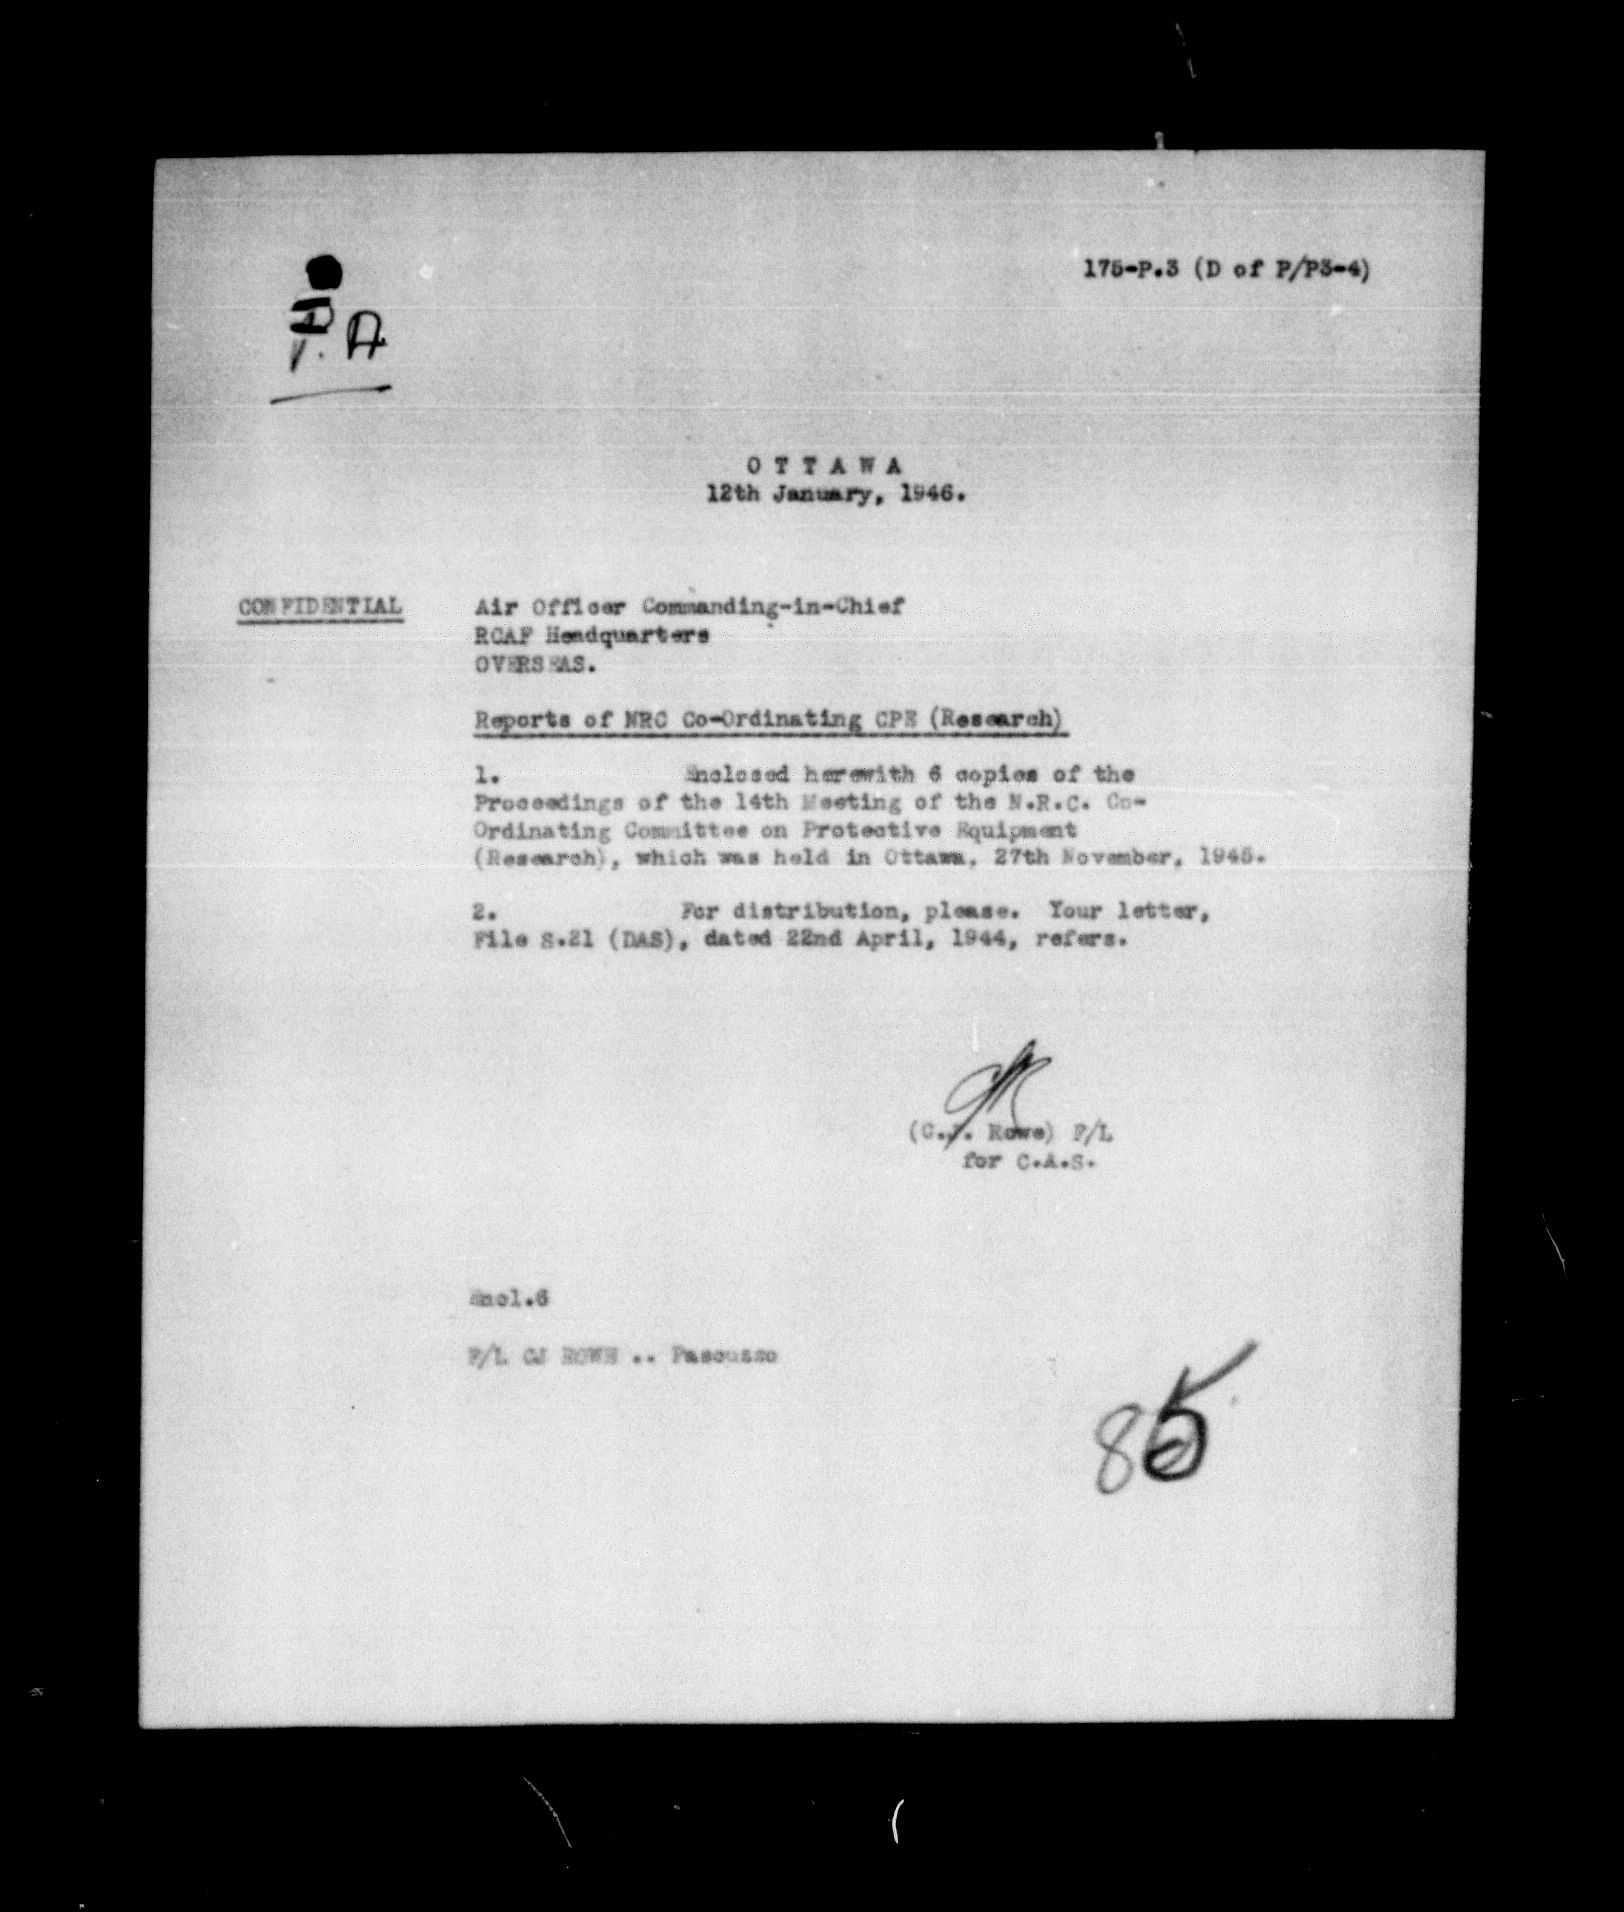 175-P.3 (D of P/P3-4)
P.A
O T T A W A
12th January, 1946.
CONFIDENTIAL
Air Officer Commanding-in-Chief
RCAF Headquarters
OVERSEAS.
Reports of NRC Co-Ordinating CPE (Research)
1. Enclosed herewith 6 copies of the
Proceedings of the 14th Meeting of the N.R.C. Co-
Ordinating Committee on Protective Equipment
(Research), which was held in Ottawa, 27th November, 1945.
2. For distribution, please. Your letter,
File S.21 (DAS), dated 22nd April, 1944, refers.
(C.J. Rowe) F/L
for C.A.S.
Encl.6
F/L CJ ROWE .. Pascuzzo
85